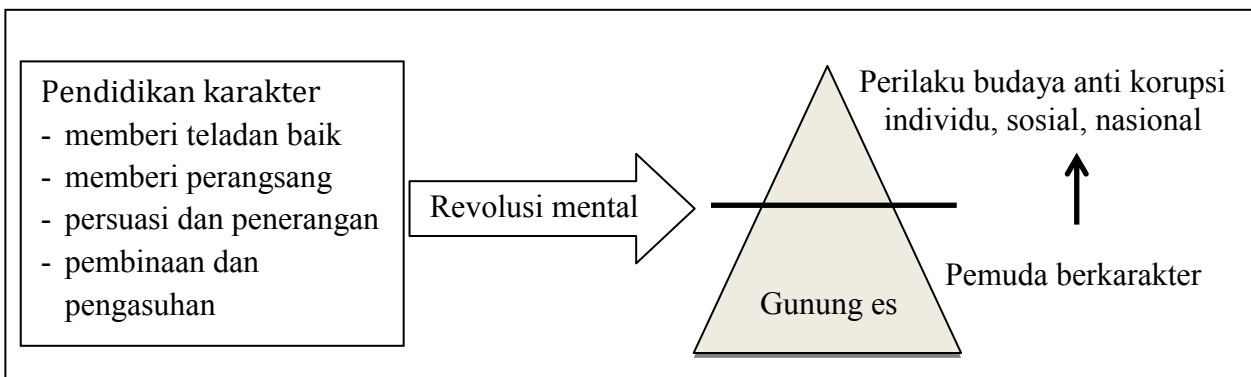 Pendidikan karakter
- memberi teladan baik
- memberi perangsang
- persuasi dan penerangan
- pembinaan dan
pengasuhan
Revolusi mental
Perilaku budaya anti korupsi
individu, sosial, nasional
Pemuda berkarakter
Gunung es